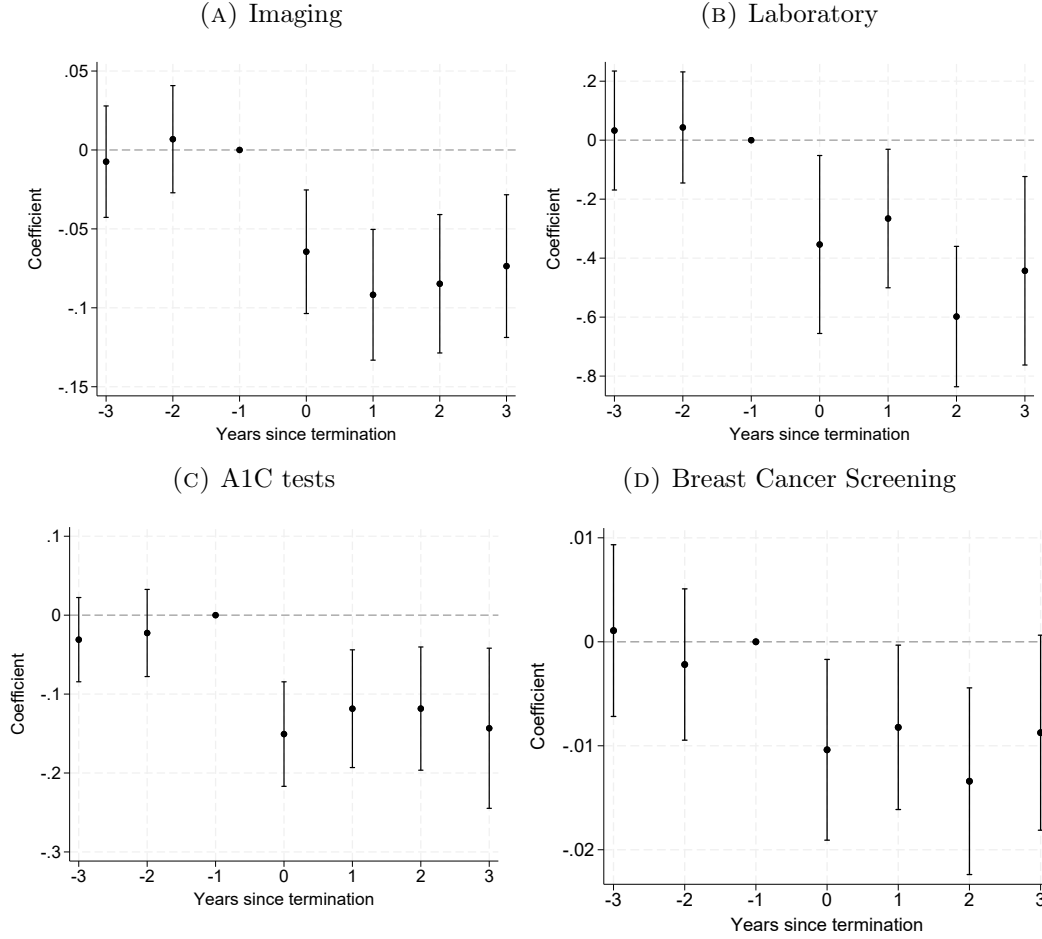 (A) Imaging
.05
0
-.05
-.1
-.15
Coefficient
-3 -2 -1 0 1 2 3
Years since termination
(B) Laboratory
.2
0
-.2
-.4
-.6
-.8
Coefficient
-3 -2 -1 0 1 2 3
Years since termination
(C) A1C tests
.1
0
-.1
-.2
-.3
Coefficient
-3 -2 -1 0 1 2 3
Years since termination
(D) Breast Cancer Screening
.01
0
-.01
-.02
Coefficient
-3 -2 -1 0 1 2 3
Years since termination